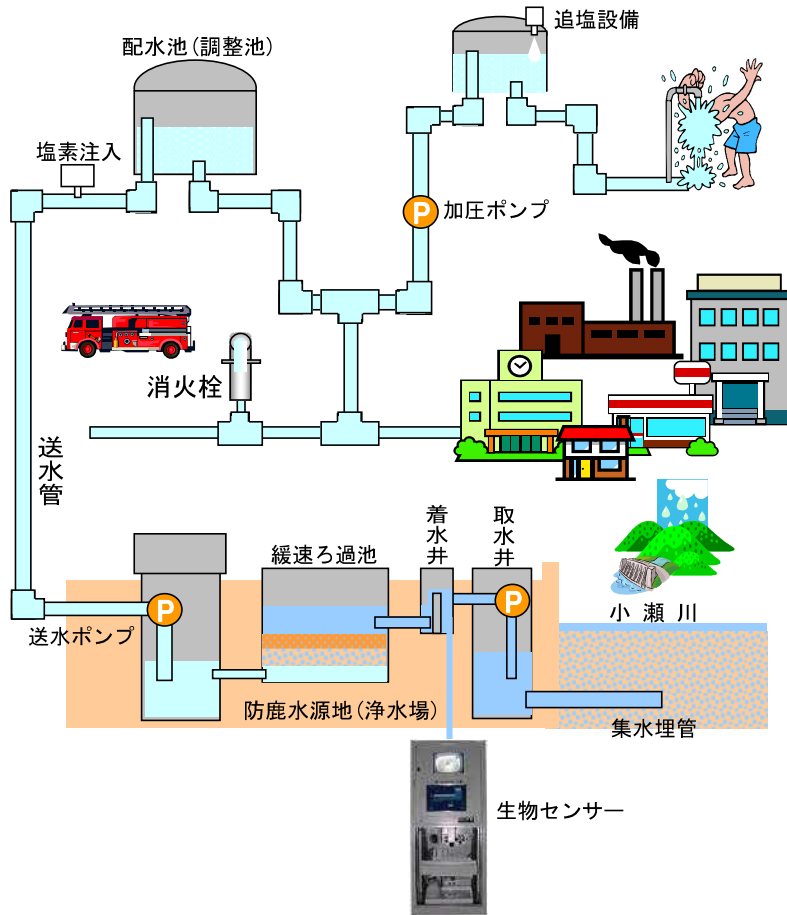 追塩設備
配水池(調整池)
塩素注入
P
加圧ポンプ
消火栓
送水管
着水井
取水井
緩速ろ過池
P
P
小瀬川
送水ポンプ
防鹿水源地(浄水場)
集水埋管
生物センサー